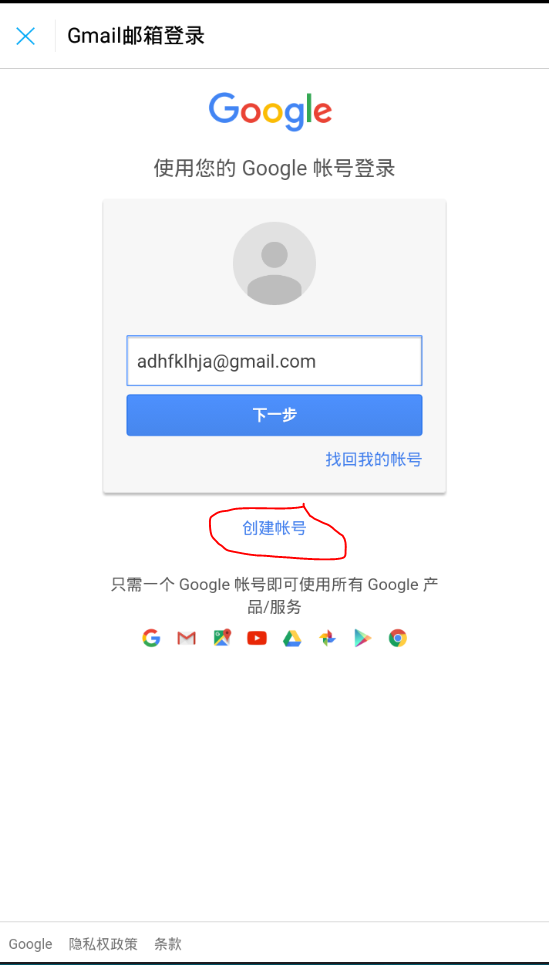 Gmail邮箱登录
Google
使用您的 Google 帐号登录
adhfklhja@gmail.com
下一步
找回我的帐号
创建帐号
只需一个 Google 帐号即可使用所有 Google 产
品/服务
Google 隐私权政策 条款